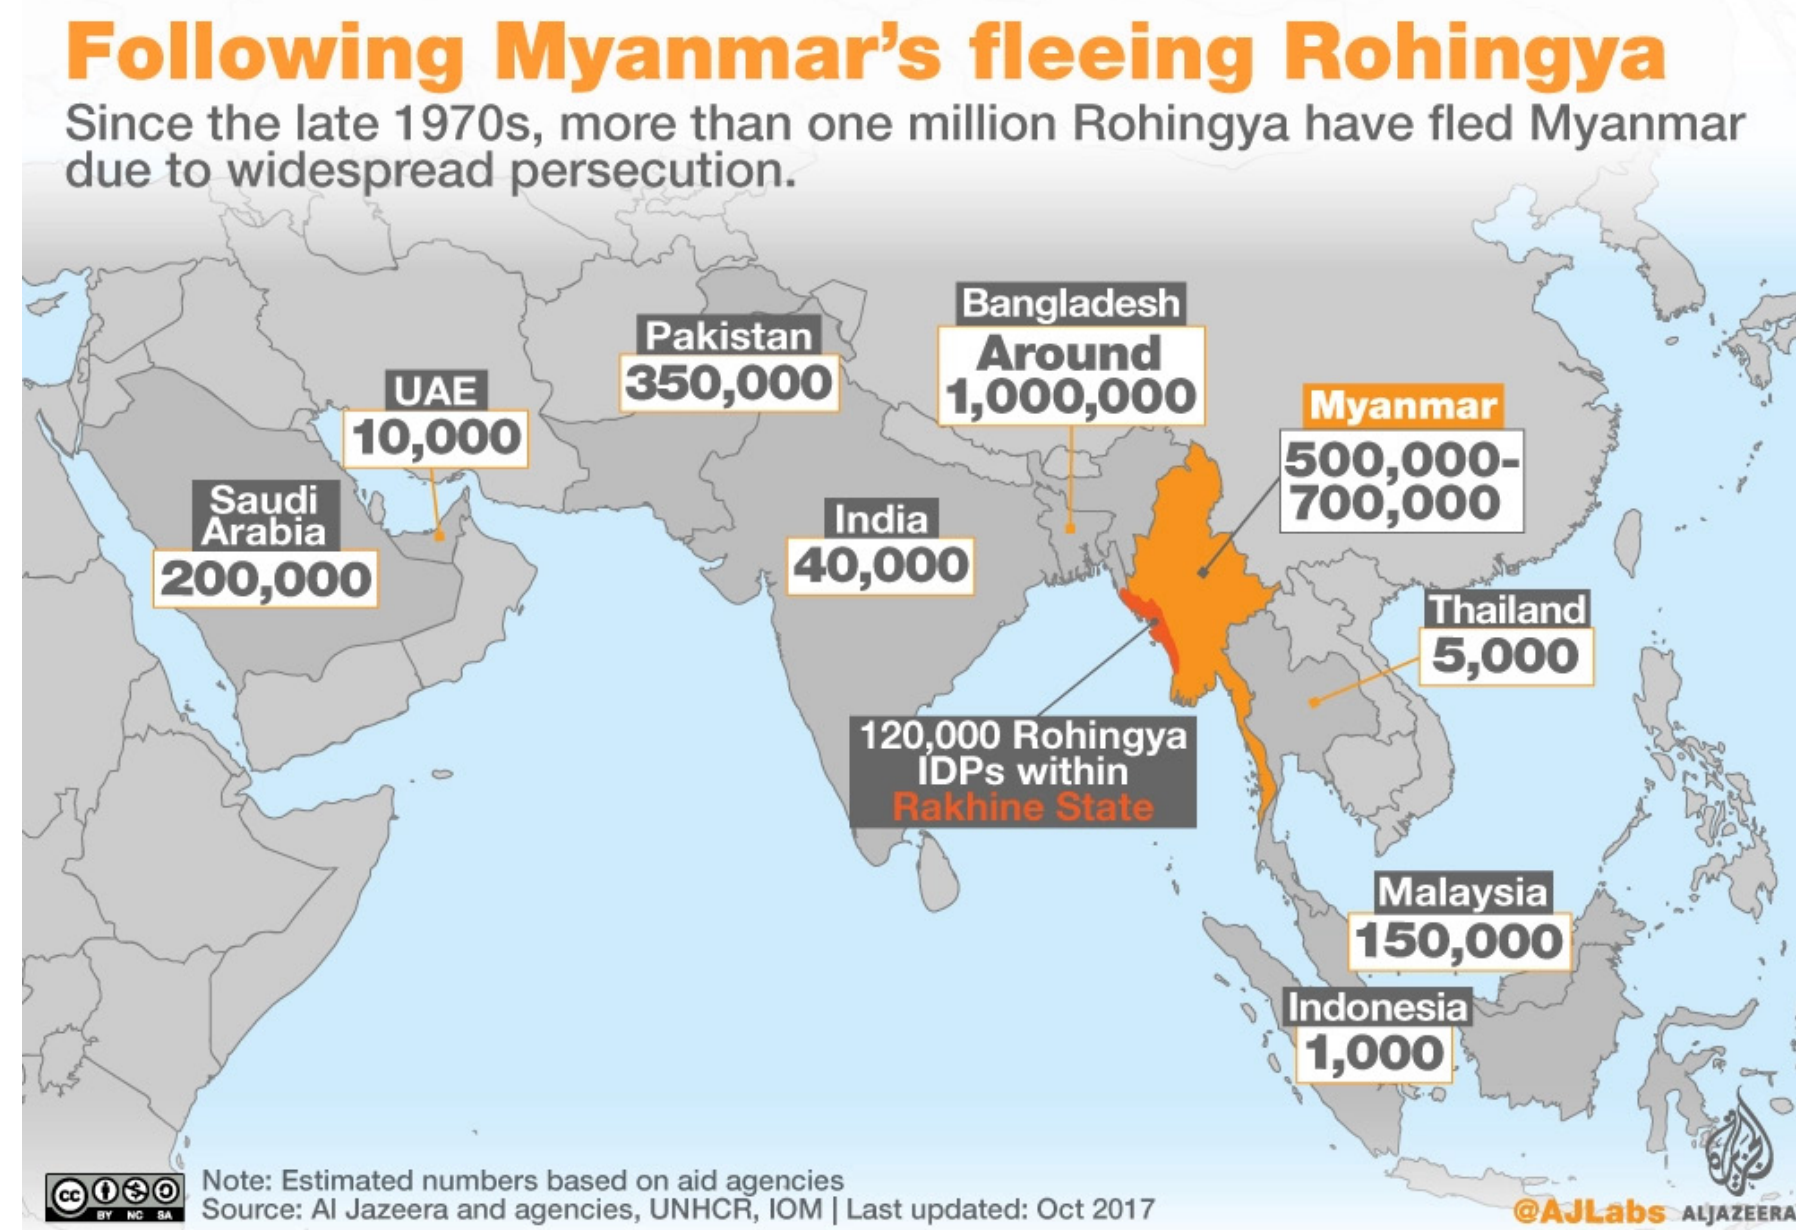 Following Myanmar's fleeing Rohingya
Since the late 1970s, more than one million Rohingya have fled Myanmar
due to widespread persecution.
Bangladesh
Around
1,000,000
Pakistan
350,000
UAE
10,000
Myanmar
500,000-
700,000
Saudi
Arabia
200,000
India
40,000
Thailand
5,000
120,000 Rohingya
IDPs within
Rakhine State
Malaysia
150,000
Indonesia
1,000
cc
BY NC SA
Note: Estimated numbers based on aid agencies
Source: Al Jazeera and agencies, UNHCR, IOM | Last updated: Oct 2017
@AJLabs ALJAZEERA